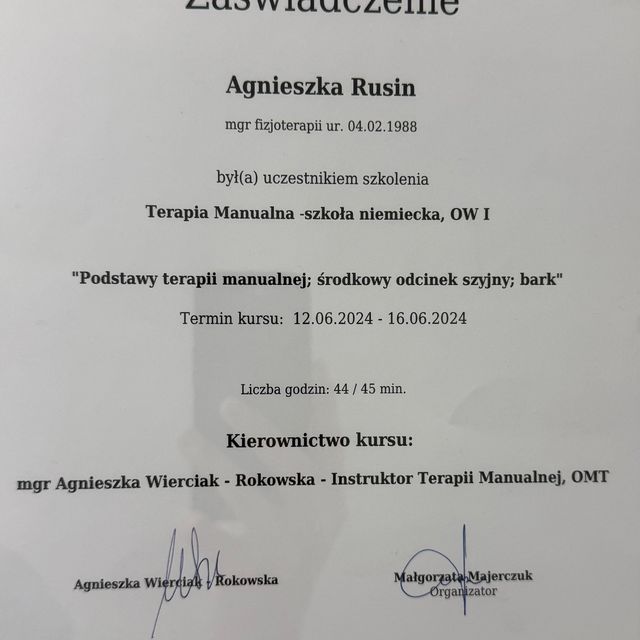 Zaświadczenie
Agnieszka Rusin
mgr fizjoterapii ur. 04.02.1988
był(a) uczestnikiem szkolenia
Terapia Manualna -szkoła niemiecka, OW I
"Podstawy terapii manualnej; środkowy odcinek szyjny; bark"
Termin kursu: 12.06.2024 - 16.06.2024
Liczba godzin: 44 / 45 min.
Kierownictwo kursu:
mgr Agnieszka Wierciak - Rokowska - Instruktor Terapii Manualnej, OMT
Agnieszka Wierciak - Rokowska
Małgorzata Majerczuk
Organizator